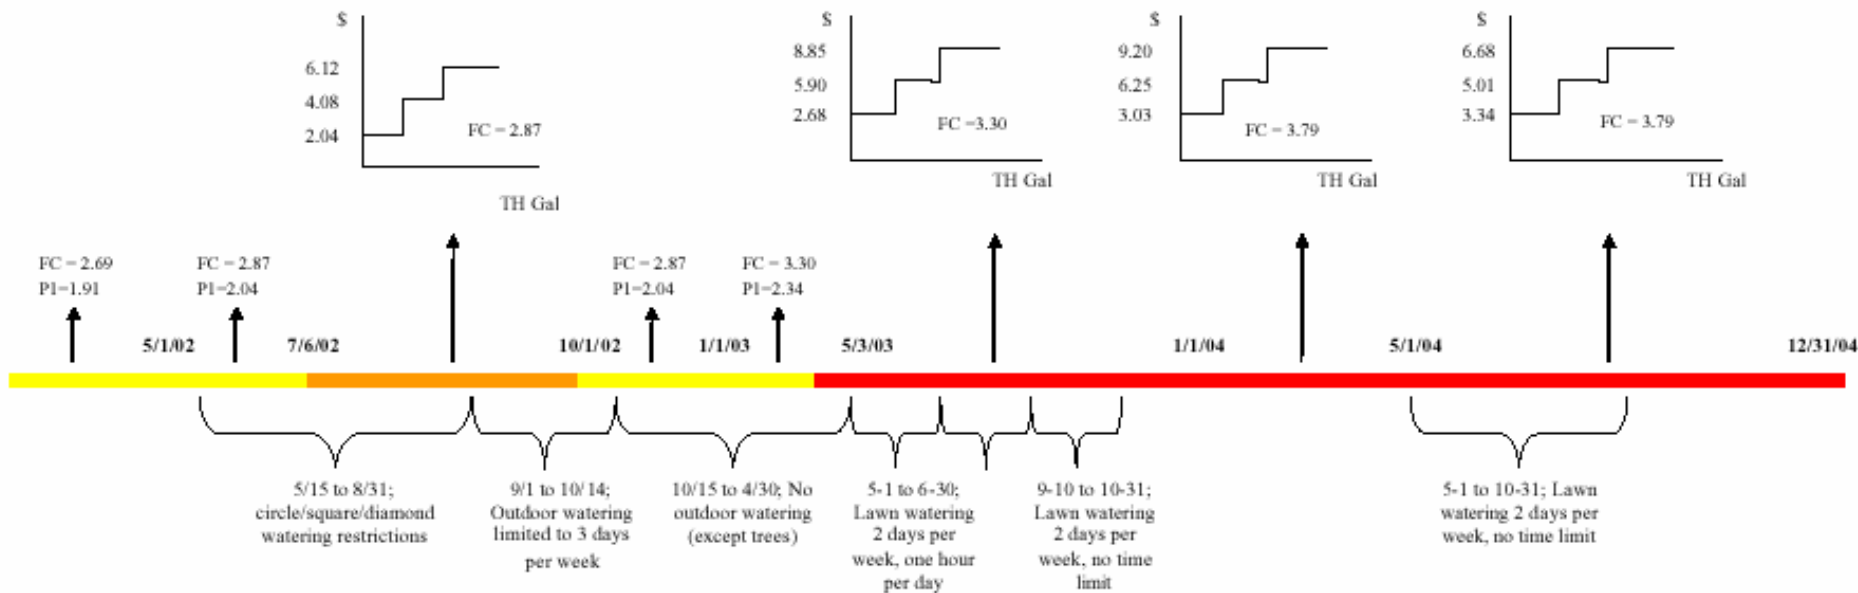 $
6.12
4.08
2.04
FC = 2.87
TH Gal
$
8.85
5.90
2.68
FC =3.30
TH Gal
$
9.20
6.25
3.03
FC = 3.79
TH Gal
$
6.68
5.01
3.34
FC = 3.79
TH Gal
FC = 2.69
P1=1.91
FC = 2.87
P1=2.04
FC = 2.87
P1=2.04
FC = 3.30
P1=2.34
5/1/02
7/6/02
10/1/02
1/1/03
5/3/03
1/1/04
5/1/04
12/31/04
5/15 to 8/31;
circle/square/diamond
watering restrictions
9/1 to 10/14;
Outdoor watering
limited to 3 days
per week
10/15 to 4/30; No
outdoor watering
(except trees)
5-1 to 6-30;
Lawn watering
2 days per
week, one hour
per day
9-10 to 10-31;
Lawn watering
2 days per
week, no time
limit
5-1 to 10-31; Lawn
watering 2 days per
week, no time limit